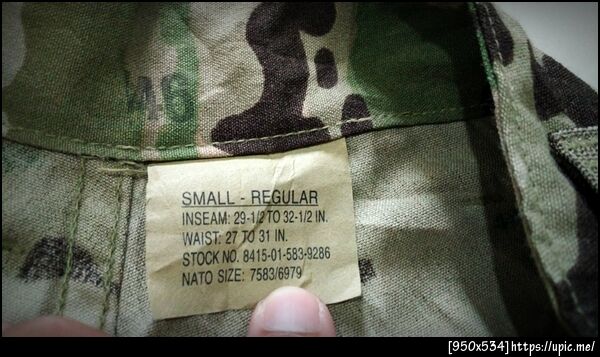 46
SMALL - REGULAR
INSEAM: 29-1/2 TO 32-1/2 IN.
WAIST: 27 TO 31 IN.
STOCK NO. 8415-01-583-9286
NATO SIZE: 7583/6979
[950x534]https://upic.me/